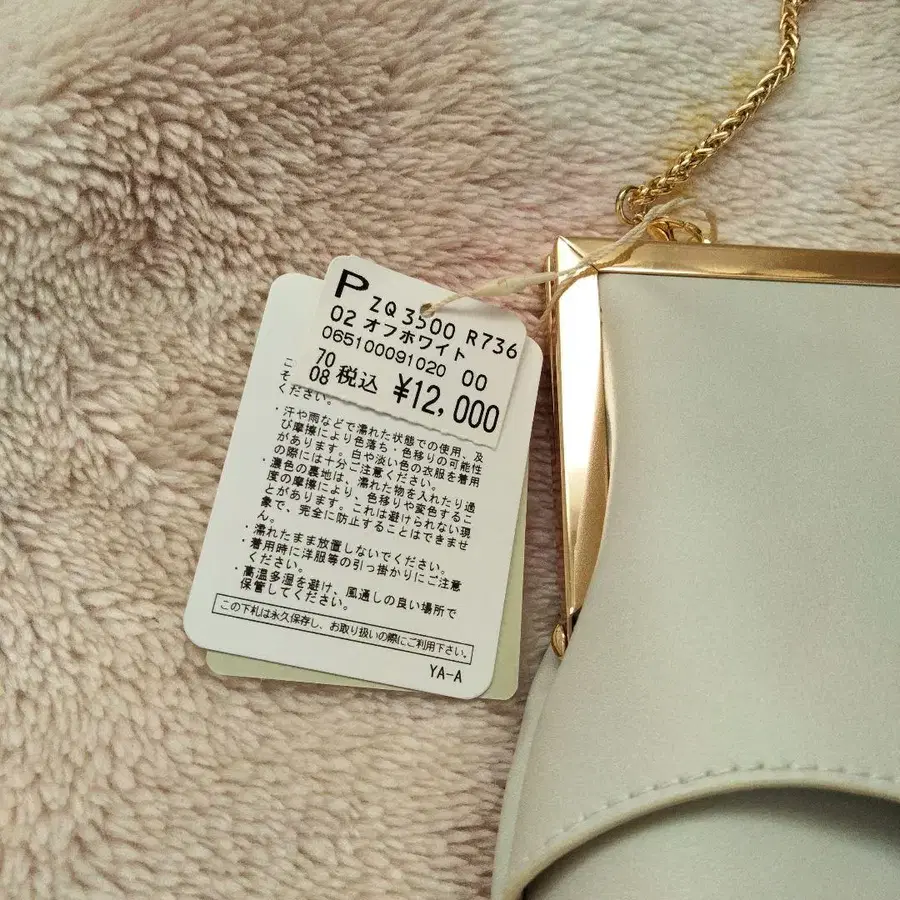 P ZQ 3500 R736
02 オフホワイト
065100091020 00
70
08 税込 ¥12,000
こ
そ
ください。
・汗や雨などで濡れた状態での使用、及
び摩擦により色落ち・色移りの可能性
があります。白や淡い色の衣服を着用
の際には十分ご注意ください。
・濃色の裏地は、濡れた物を入れたり過
度の摩擦により、色移りや変色するこ
とがあります。これは避けられない現
象で、完全に防止することはできませ
ん。
・濡れたまま放置しないでください。
・着用時に洋服等の引っ掛かりにご注意
ください。
・高温多湿を避け、風通しの良い場所で
保管してください。
この下札は永久保存し、お取り扱いの際にご利用下さい。
YA-A